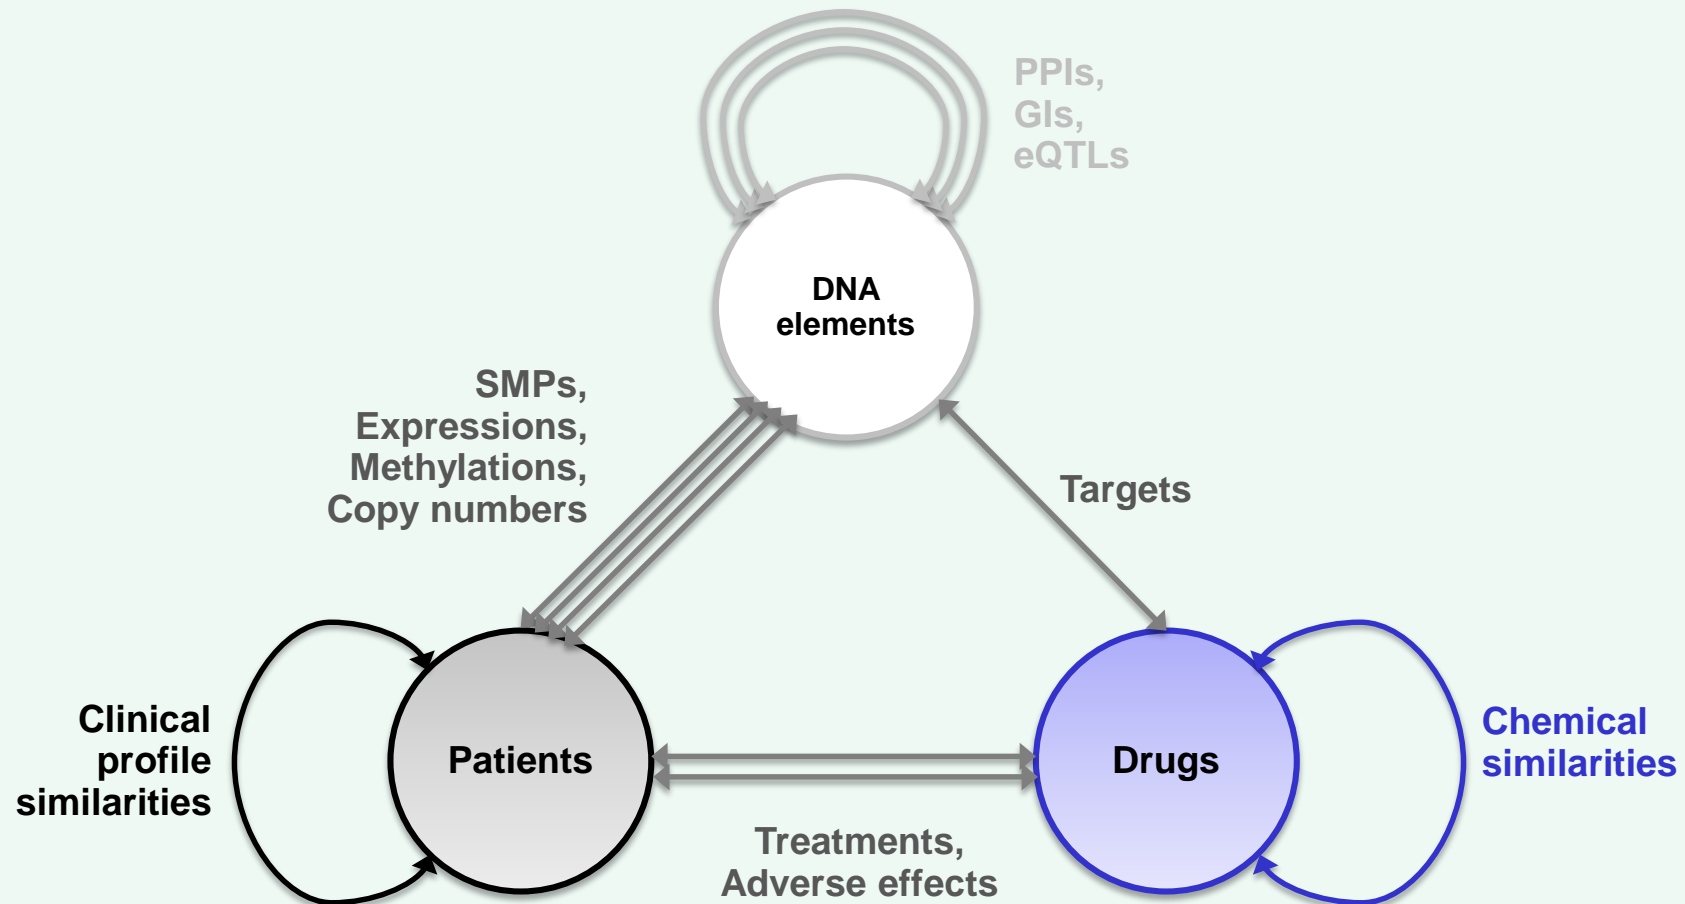 PPIs,
GIs,
eQTLs
DNA
elements
SMPs,
Expressions,
Methylations,
Copy numbers
Targets
Clinical
profile
similarities
Patients
Drugs
Chemical
similarities
Treatments,
Adverse effects